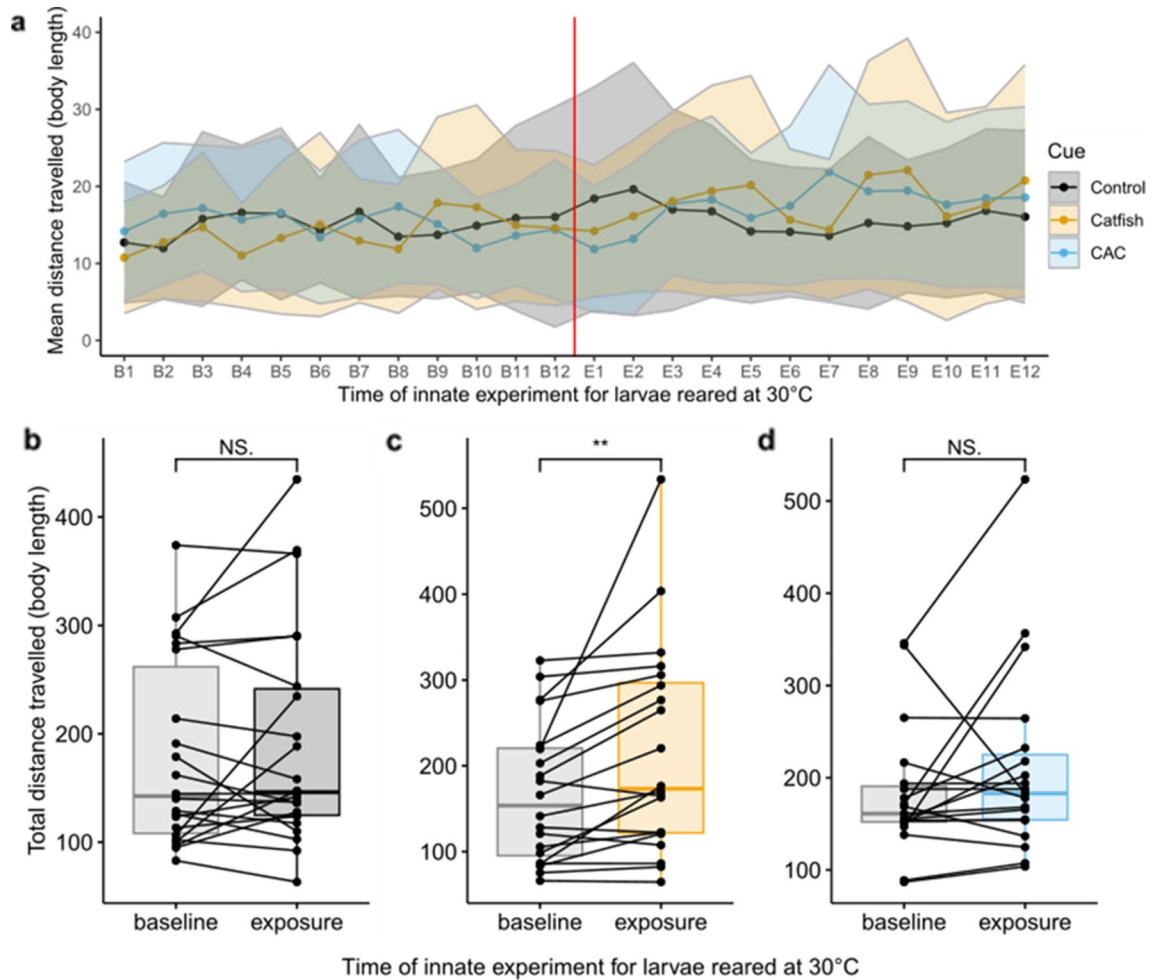 a
Mean distance travelled (body length)
40
30
20
10
0
B1 B2 B3 B4 B5 B6 B7 B8 B9 B10 B11 B12 E1 E2 E3 E4 E5 E6 E7 E8 E9 E10 E11 E12
Time of innate experiment for larvae reared at 30°C
Cue
Control
Catfish
CAC
b
NS.
Total distance travelled (body length)
400
300
200
100
baseline exposure
c
**
500
400
300
200
100
baseline exposure
d
NS.
500
400
300
200
100
baseline exposure
Time of innate experiment for larvae reared at 30°C